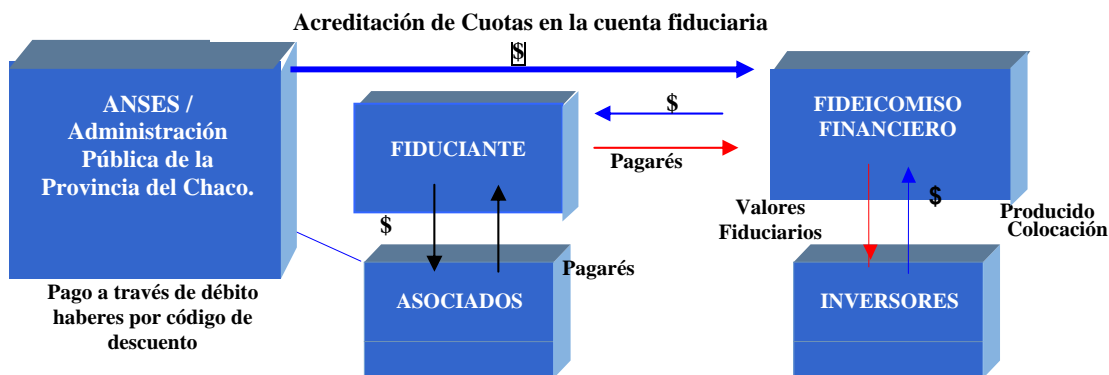 Acreditación de Cuotas en la cuenta fiduciaria
$
ANSES /
Administración
Pública de la
Provincia del Chaco.
FIDUCIANTE
$
Pagarés
FIDEICOMISO
FINANCIERO
$
Pagarés
Valores
Fiduciarios
$
Producido
Colocación
Pago a través de débito
haberes por código de
descuento
ASOCIADOS
INVERSORES